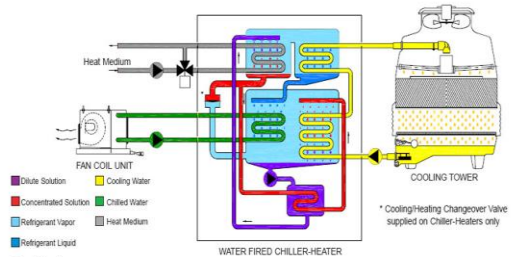 Heat Medium
FAN COIL UNIT
Dilute Solution
Cooling Water
Concentrated Solution
Chilled Water
Refrigerant Vapor
Heat Medium
Refrigerant Liquid
COOLING TOWER
* Cooling/Heating Changeover Valve
supplied on Chiller-Heaters only
WATER FIRED CHILLER-HEATER